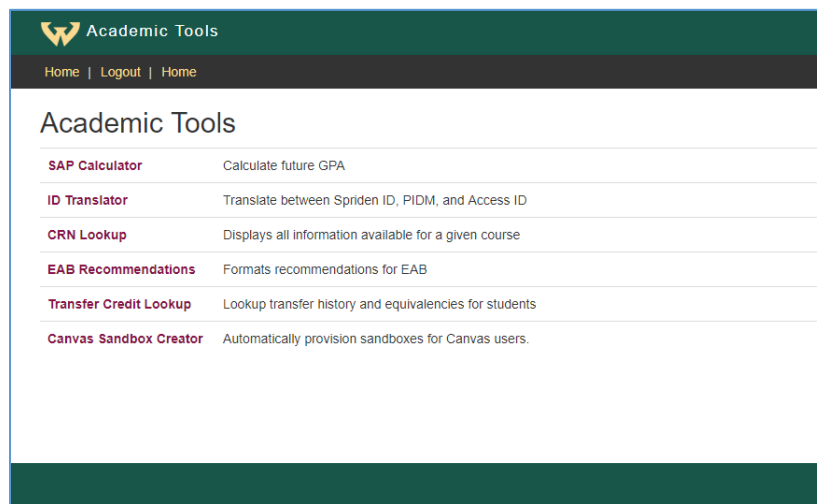 Academic Tools
Home | Logout | Home
Academic Tools
SAP Calculator Calculate future GPA
ID Translator Translate between Spriden ID, PIDM, and Access ID
CRN Lookup Displays all information available for a given course
EAB Recommendations Formats recommendations for EAB
Transfer Credit Lookup Lookup transfer history and equivalencies for students
Canvas Sandbox Creator Automatically provision sandboxes for Canvas users.